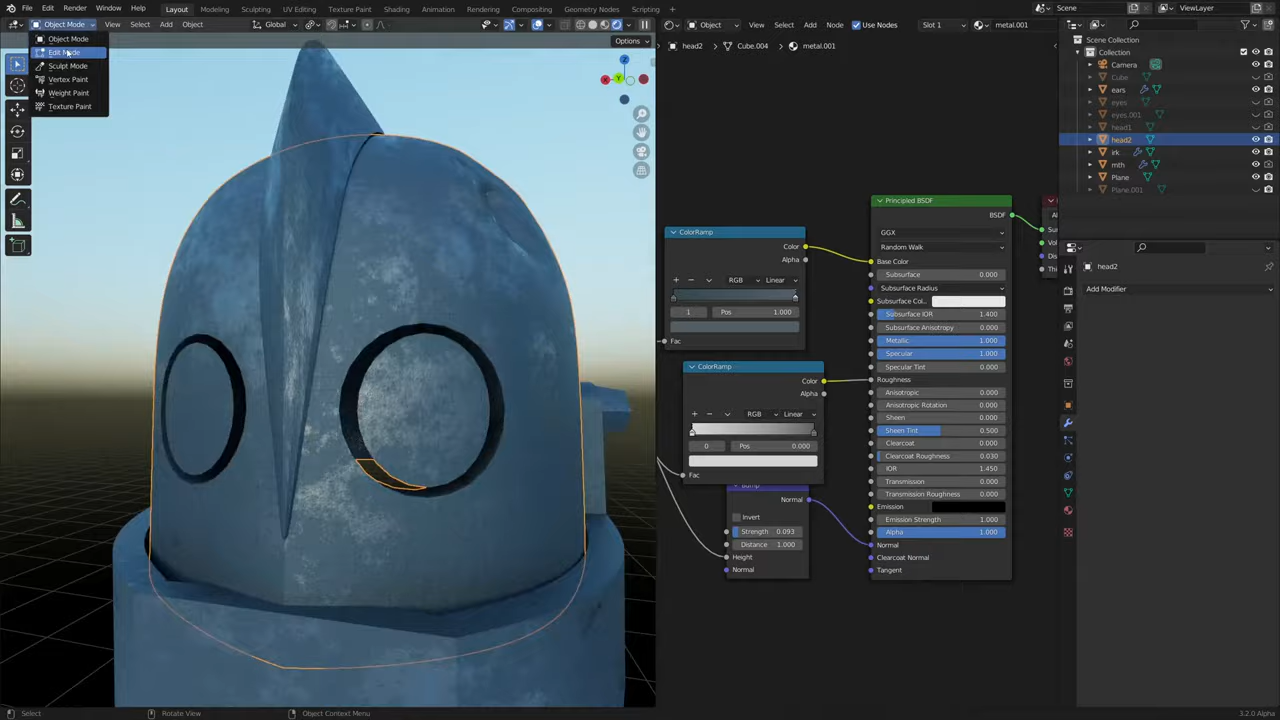 File Edit Render Window Help Layout Modeling Sculpting UV Editing Texture Paint Shading Animation Rendering Compositing Geometry Nodes Scripting Scene ViewLayer
Object Mode View Select Add Object Global Object View Select Add Node Use Nodes Slot 1 metal.001
Object Mode
Edit Mode
Sculpt Mode
Vertex Paint
Weight Paint
Texture Paint
Options
X
Y
Z
head2 Cube.004 metal.001
ColorRamp
Color
Alpha
RGB Linear
1 Pos 1.000
Fac
ColorRamp
Color
Alpha
RGB Linear
0 Pos 0.000
Fac
Bump
Normal
Invert
Strength 0.093
Distance 1.000
Height
Normal
Principled BSDF
BSDF
GGX
Random Walk
Base Color
Subsurface 0.000
Subsurface Radius
Subsurface Col...
Subsurface IOR 1.400
Subsurface Anisotropy 0.000
Metallic 1.000
Specular 1.000
Specular Tint 0.000
Roughness
Anisotropic 0.000
Anisotropic Rotation 0.000
Sheen 0.000
Sheen Tint 0.500
Clearcoat 0.000
Clearcoat Roughness 0.030
IOR 1.450
Transmission 0.000
Transmission Roughness 0.000
Emission
Emission Strength 1.000
Alpha 1.000
Normal
Clearcoat Normal
Tangent
Scene Collection
Collection
Camera
Cube
ears
eyes
eyes.001
head1
head2
irk
mth
Plane
Plane.001
head2
Add Modifier
Select Rotate View Object Context Menu 3.2.0 Alpha